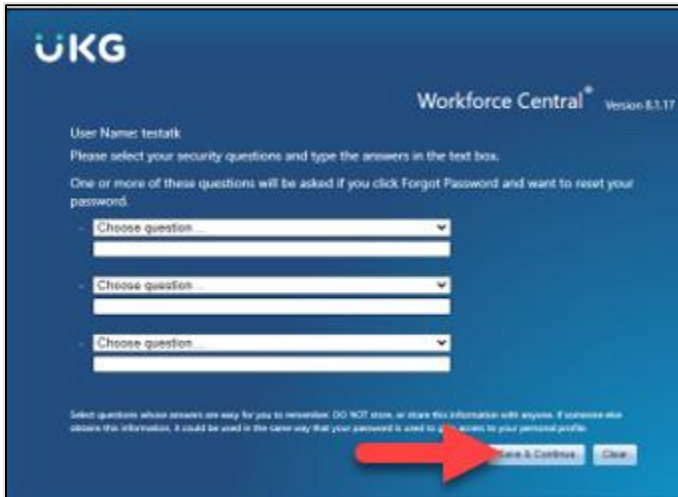 UKG
Workforce Central® Version 8.1.17
User Name: testatk
Please select your security questions and type the answers in the text box.
One or more of these questions will be asked if you click Forgot Password and want to reset your
password.
- Choose question ...
- Choose question ...
- Choose question ...
Select questions whose answers are easy for you to remember. DO NOT store, or share this information with anyone. If someone else
obtains this information, it could be used in the same way that your password is used to access to your personal profile.
Save & Continue Clear